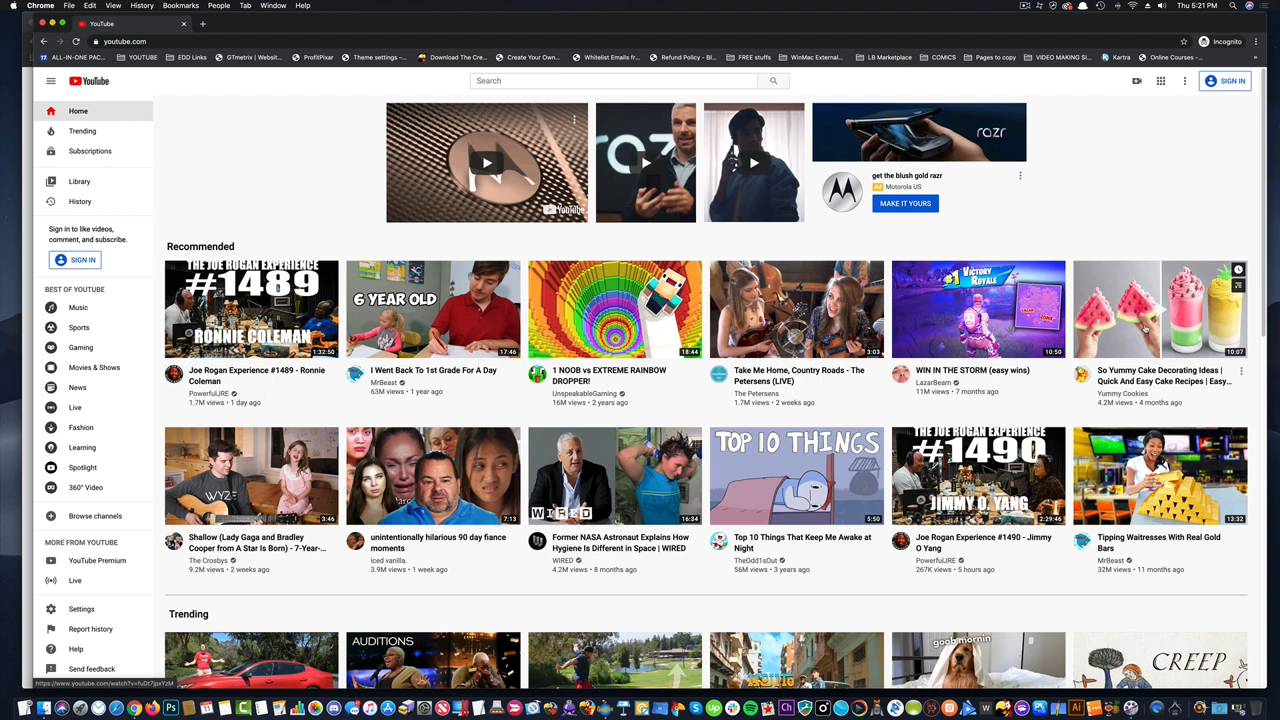 Chrome File Edit View History Bookmarks People Tab Window Help
Thu 5:21 PM
YouTube
youtube.com
Incognito
ALL-IN-ONE PAC... YOUTUBE EDD Links GTmetrix | Websit... ProfitPixr Theme settings –... Download The Cre... Create Your Own... Whitelist Emails fr... Refund Policy - Bl... FREE stuffs WinMac External... LB Marketplace COMICS Pages to copy VIDEO MAKING SI... Kartra Online Courses –... »
YouTube
Search
SIGN IN
Home
Trending
Subscriptions
Library
History
Sign in to like videos,
comment, and subscribe.
SIGN IN
BEST OF YOUTUBE
Music
Sports
Gaming
Movies & Shows
News
Live
Fashion
Learning
Spotlight
360° Video
Browse channels
MORE FROM YOUTUBE
YouTube Premium
Live
Settings
Report history
Help
Send feedback
https://www.youtube.com/watch?v=fuDt7jpxYzM
YouTube
razr
razr
get the blush gold razr
Ad Motorola US
MAKE IT YOURS
Recommended
THE JOE ROGAN EXPERIENCE
#1489
RONNIE COLEMAN
1:32:50
Joe Rogan Experience #1489 - Ronnie
Coleman
PowerfulJRE
1.7M views • 1 day ago
6 YEAR OLD
17:46
I Went Back To 1st Grade For A Day
MrBeast
63M views • 1 year ago
18:44
1 NOOB vs EXTREME RAINBOW
DROPPER!
UnspeakableGaming
16M views • 2 years ago
3:03
Take Me Home, Country Roads - The
Petersens (LIVE)
The Petersens
1.7M views • 2 weeks ago
#1 VICTORY
ROYALE
10:50
WIN IN THE STORM (easy wins)
LazarBeam
11M views • 7 months ago
10:07
So Yummy Cake Decorating Ideas |
Quick And Easy Cake Recipes | Easy...
Yummy Cookies
4.2M views • 4 months ago
WYZE
3:46
Shallow (Lady Gaga and Bradley
Cooper from A Star Is Born) - 7-Year-...
The Crosbys
9.2M views • 2 weeks ago
7:13
unintentionally hilarious 90 day fiance
moments
iced vanilla.
3.9M views • 1 week ago
WIRED
16:34
Former NASA Astronaut Explains How
Hygiene Is Different in Space | WIRED
WIRED
4.2M views • 8 months ago
TOP 10 THINGS
5:50
Top 10 Things That Keep Me Awake at
Night
TheOdd1sOut
56M views • 3 years ago
THE JOE ROGAN EXPERIENCE
#1490
JIMMY O. YANG
2:29:46
Joe Rogan Experience #1490 - Jimmy
O Yang
PowerfulJRE
267K views • 5 hours ago
13:32
Tipping Waitresses With Real Gold
Bars
MrBeast
32M views • 11 months ago
Trending
AUDITIONS
goob mornin
CREEP